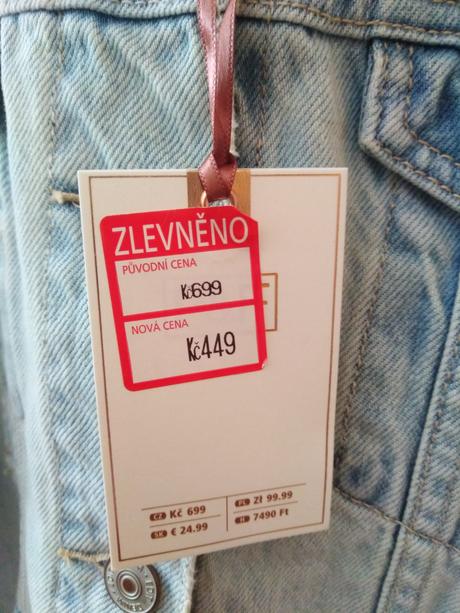 ZLEVNĚNO
PŮVODNÍ CENA
Kč699
NOVÁ CENA
Kč449
CZ Kč 699
PL Zł 99.99
SK € 24.99
H 7490 Ft